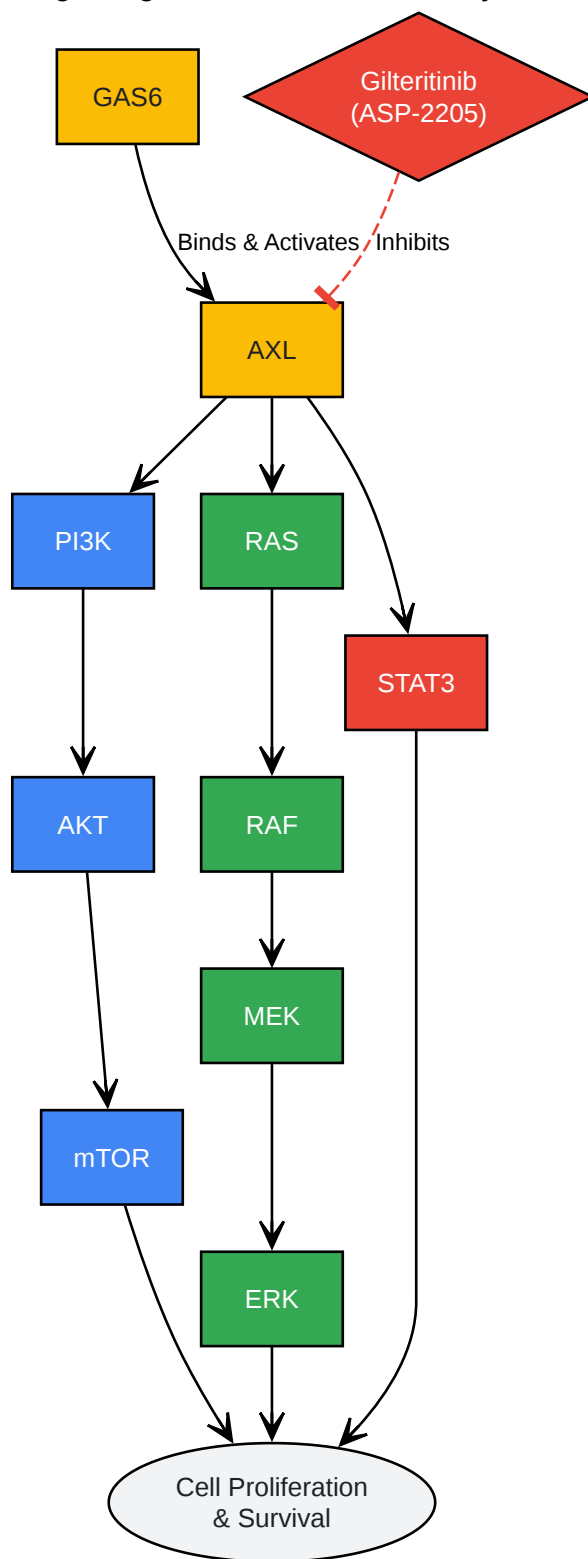 GAS6
Gilteritinib
(ASP-2205)
Binds & Activates
Inhibits
AXL
PI3K
RAS
STAT3
AKT
RAF
MEK
mTOR
ERK
Cell Proliferation
& Survival